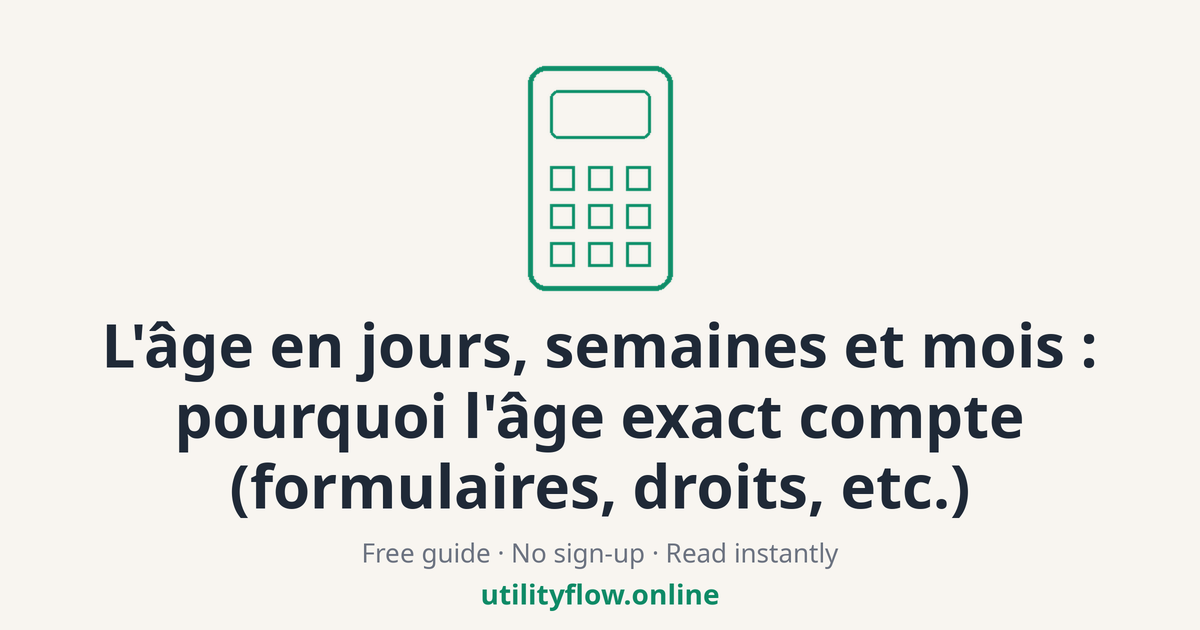 L'âge en jours, semaines et mois :
pourquoi l'âge exact compte
(formulaires, droits, etc.)
Free guide · No sign-up · Read instantly
utilityflow.online